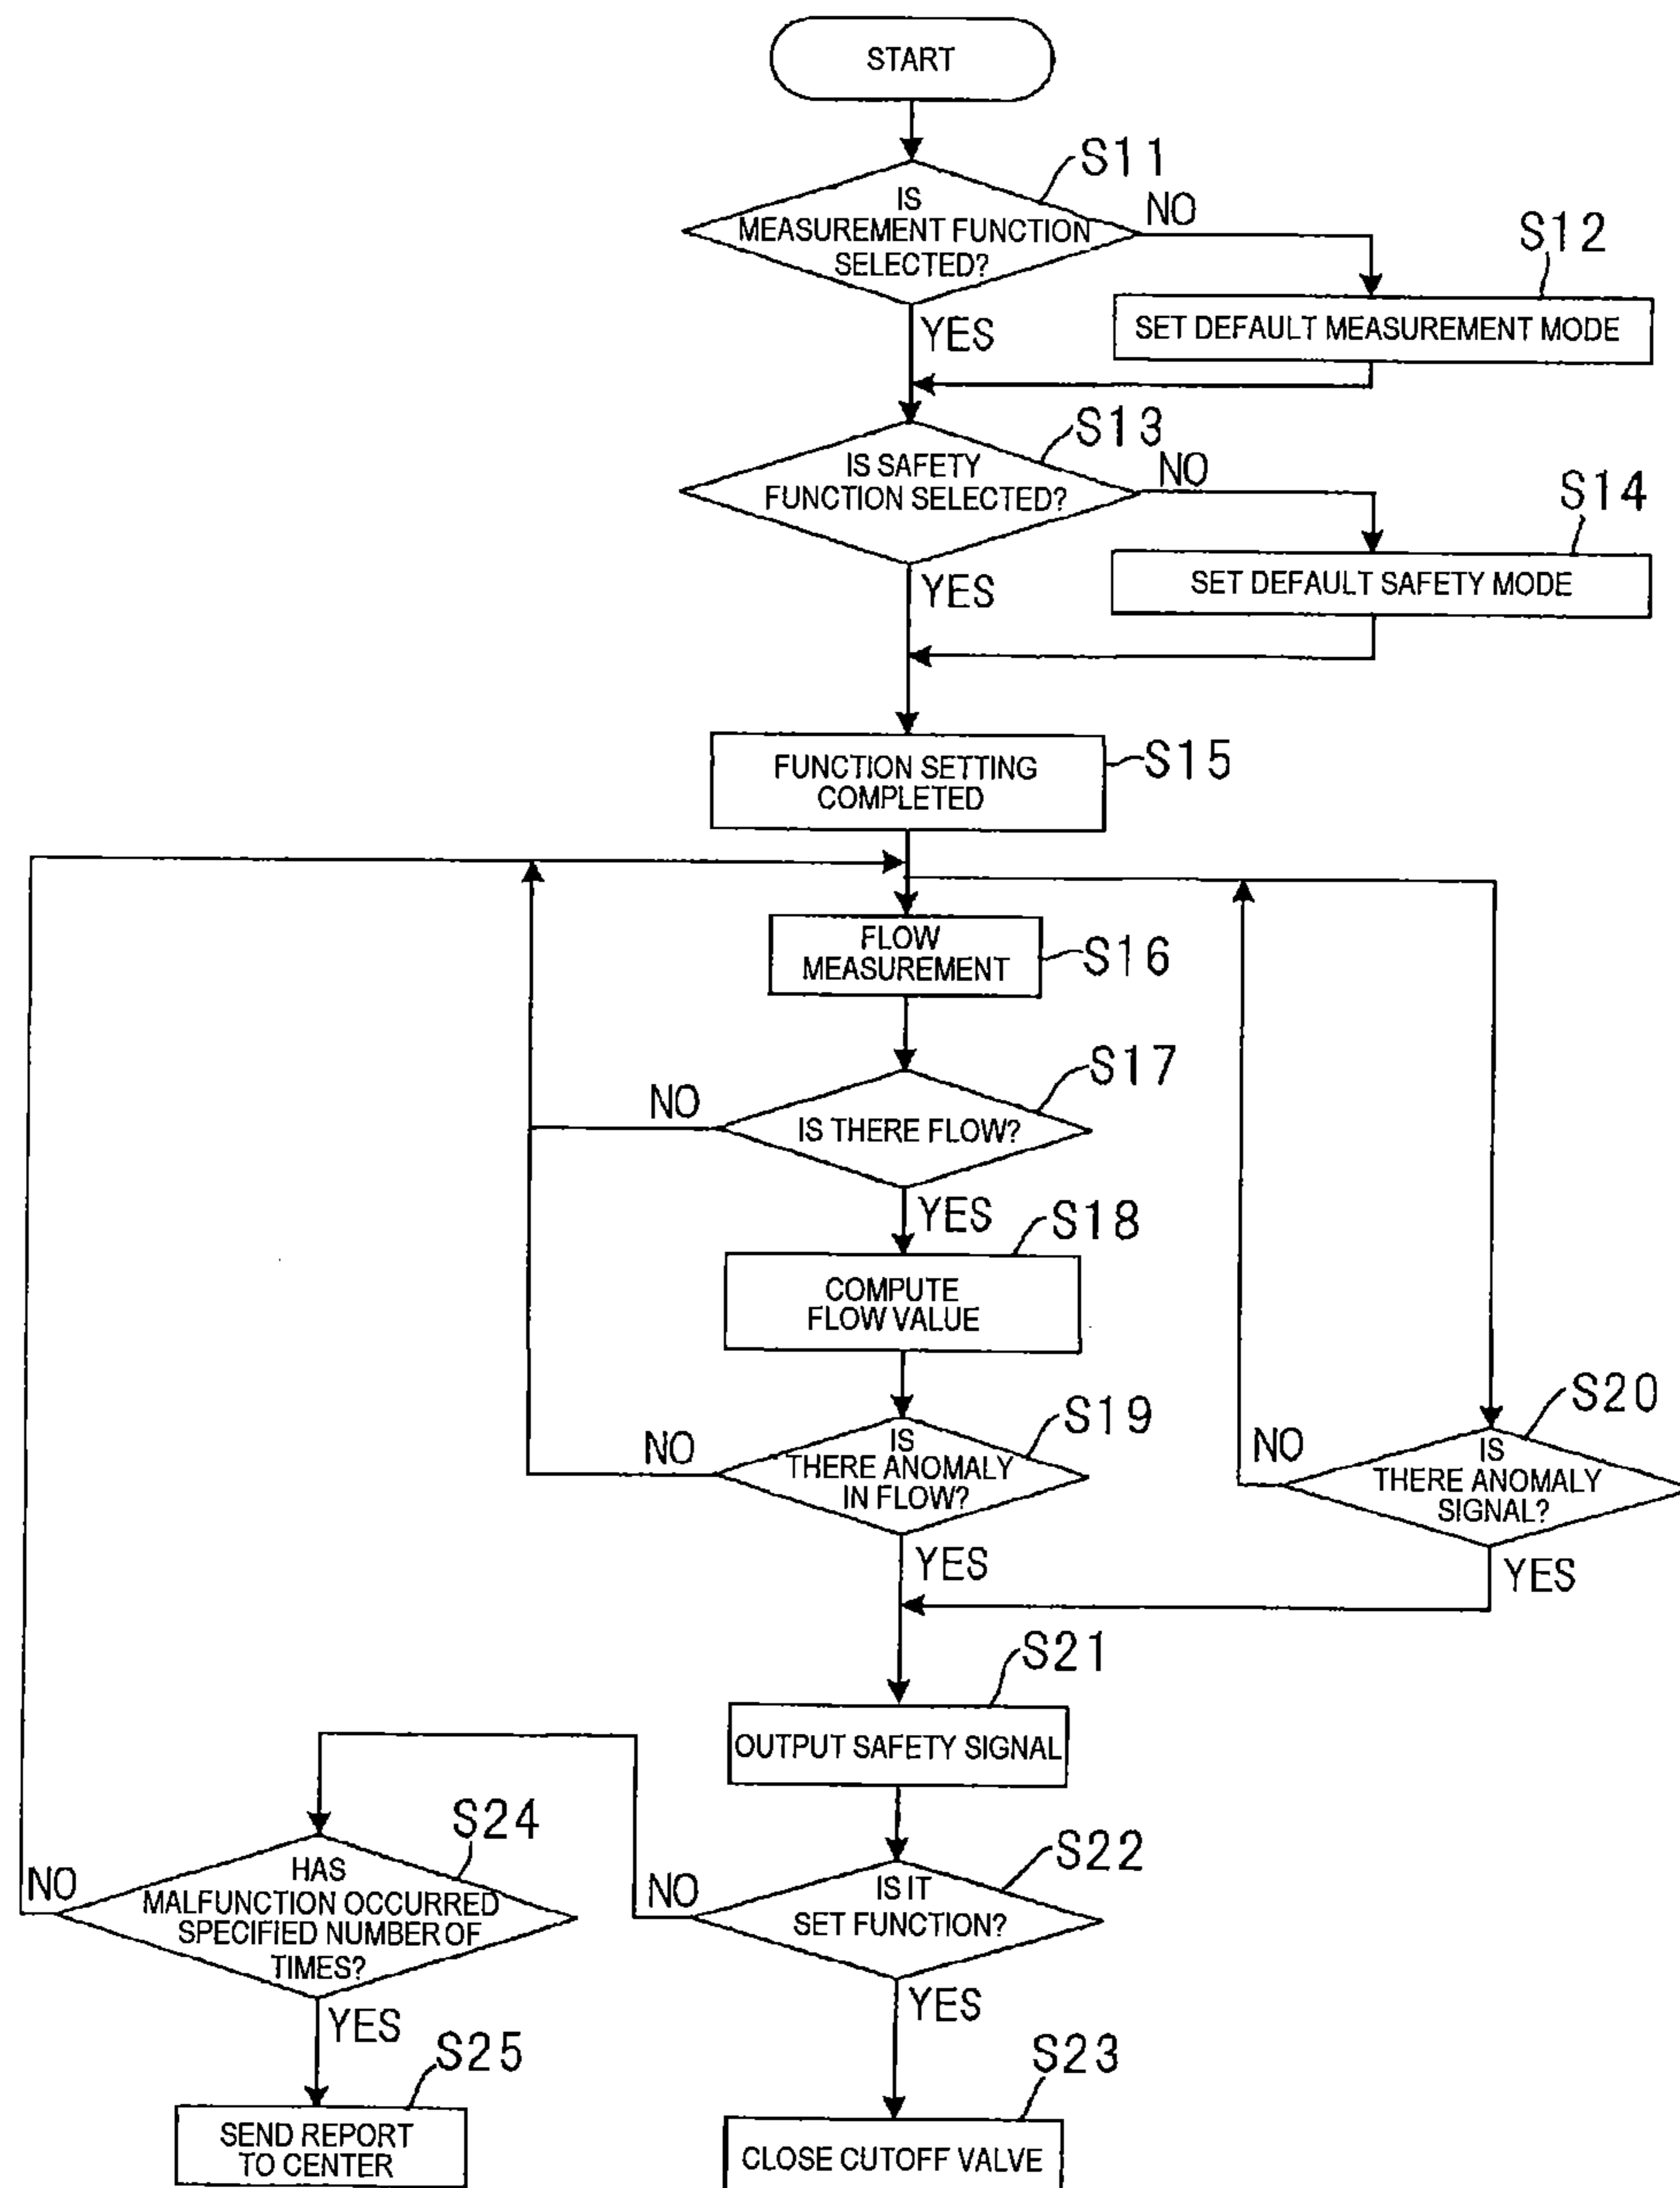 START
S11
IS
MEASUREMENT FUNCTION
SELECTED?
NO
S12
SET DEFAULT MEASUREMENT MODE
YES
S13
IS SAFETY
FUNCTION SELECTED?
NO
S14
SET DEFAULT SAFETY MODE
YES
FUNCTION SETTING
COMPLETED
S15
FLOW
MEASUREMENT
S16
S17
NO
IS THERE FLOW?
YES
S18
COMPUTE
FLOW VALUE
S19
NO
IS
THERE ANOMALY
IN FLOW?
YES
S20
NO
IS
THERE ANOMALY
SIGNAL?
YES
S21
OUTPUT SAFETY SIGNAL
S22
NO
IS IT
SET FUNCTION?
YES
S24
NO
HAS
MALFUNCTION OCCURRED
SPECIFIED NUMBER OF
TIMES?
YES
S25
SEND REPORT
TO CENTER
S23
CLOSE CUTOFF VALVE